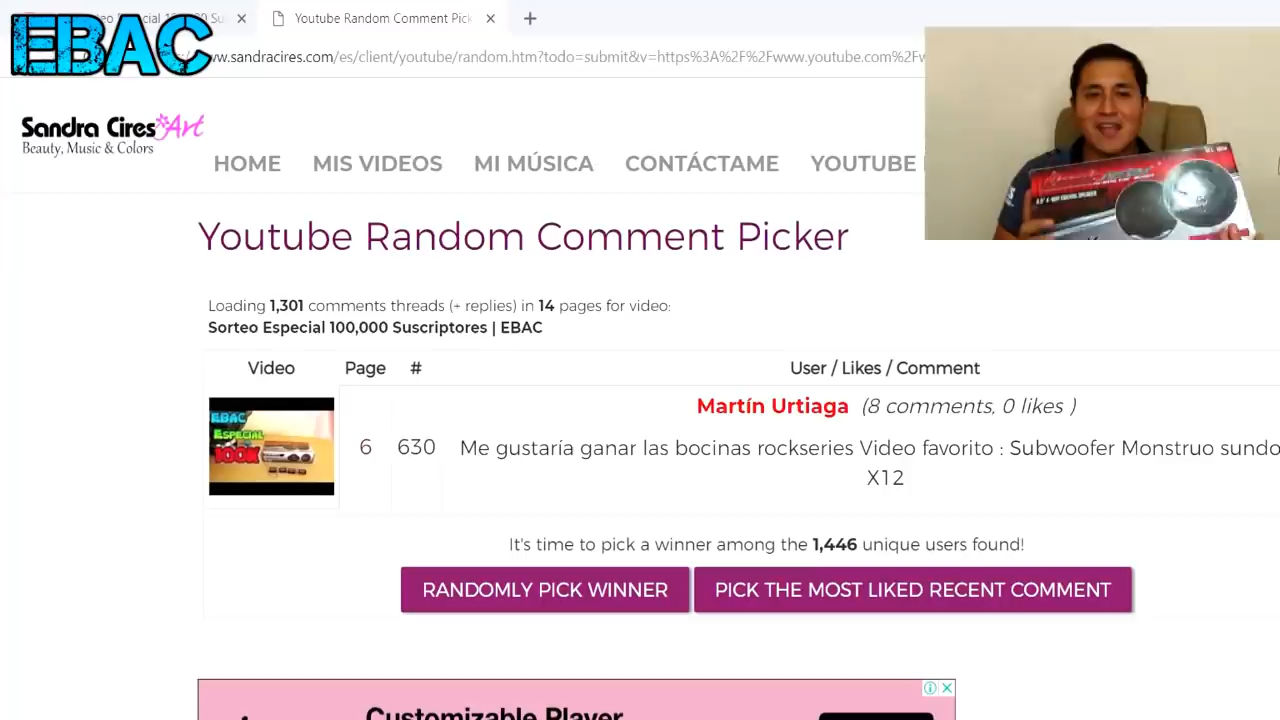 Youtube Random Comment Pick
EBAC
w.sandracires.com/es/client/youtube/random.htm?todo=submit&v=https%3A%2F%2Fwww.youtube.com%2F
Sandra Cires Art
Beauty, Music & Colors
HOME MIS VIDEOS MI MÚSICA CONTÁCTAME YOUTUBE
Youtube Random Comment Picker
Loading 1,301 comments threads (+ replies) in 14 pages for video:
Sorteo Especial 100,000 Suscriptores | EBAC
Video Page # User / Likes / Comment
Martín Urtiaga (8 comments, 0 likes )
EBAC
ESPECIAL
100K
6 630 Me gustaría ganar las bocinas rockseries Video favorito : Subwoofer Monstruo sundo
X12
It's time to pick a winner among the 1,446 unique users found!
RANDOMLY PICK WINNER PICK THE MOST LIKED RECENT COMMENT
Customizable Player